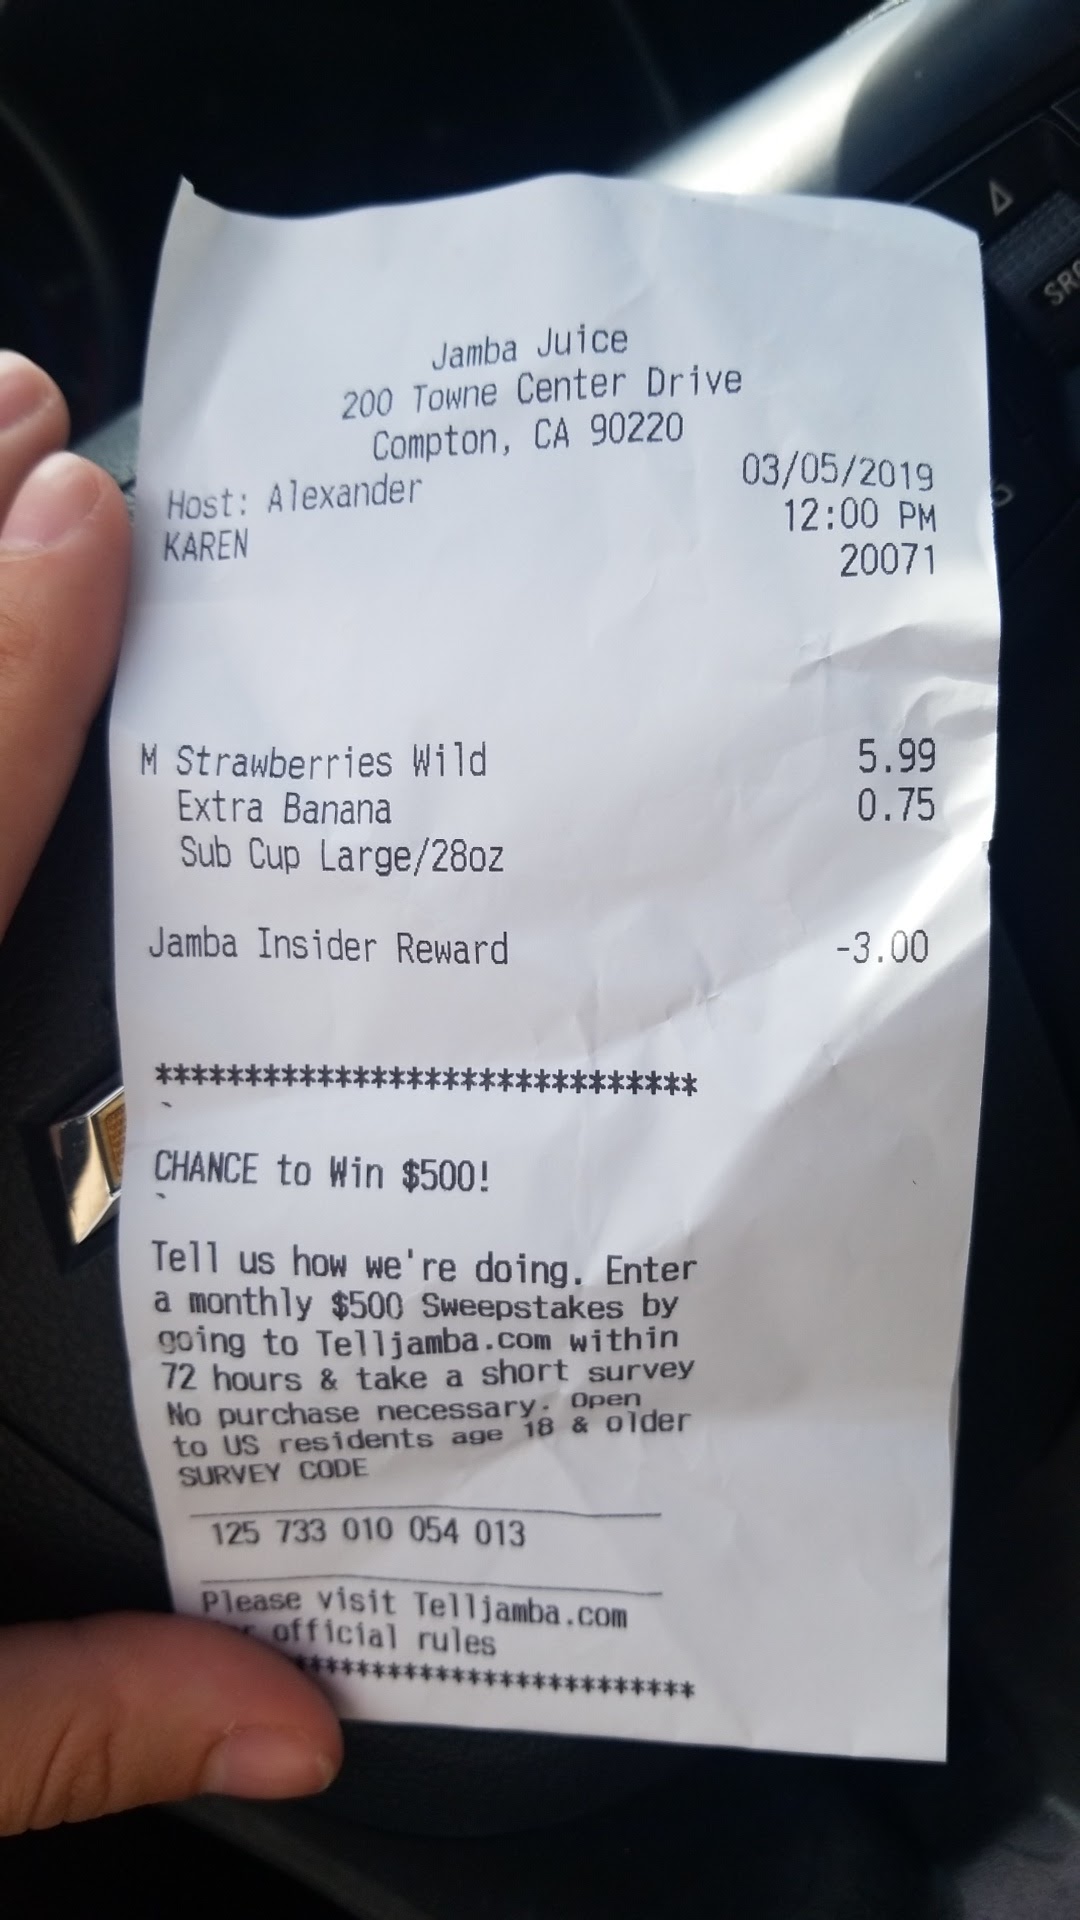 Jamba Juice
200 Towne Center Drive
Compton, CA 90220
03/05/2019
Host: Alexander
12:00 PM
KAREN
20071
M Strawberries Wild 5.99
Extra Banana 0.75
Sub Cup Large/28oz
Jamba Insider Reward -3.00
******************************
`
CHANCE to Win $500!
`
Tell us how we're doing. Enter
a monthly $500 Sweepstakes by
going to Telljamba.com within
72 hours & take a short survey
No purchase necessary. Open
to US residents age 18 & older
SURVEY CODE
125 733 010 054 013
Please visit Telljamba.com
official rules
**********************